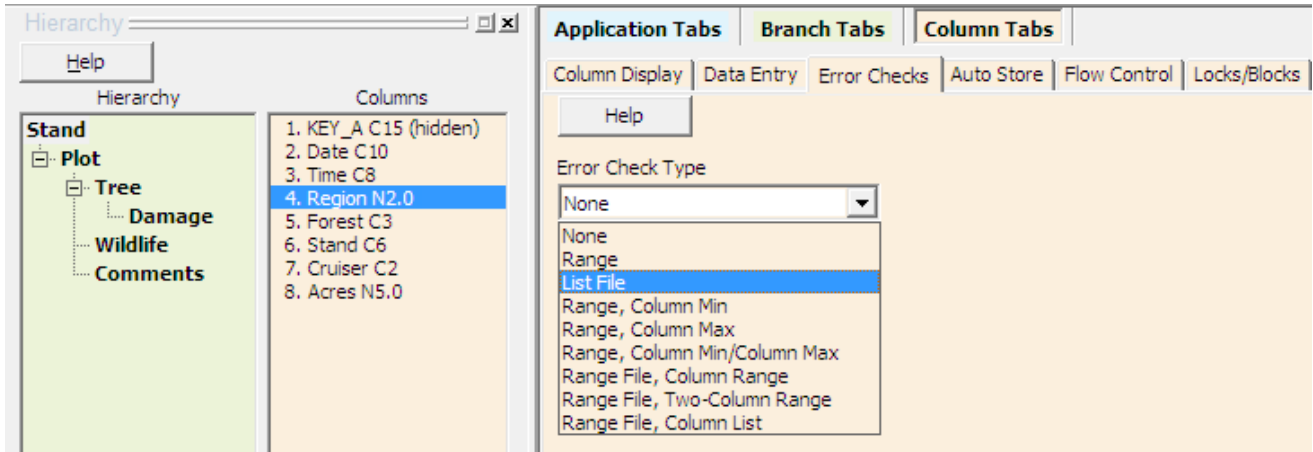 Hierarchy
Help
Hierarchy
Columns
Stand
Plot
Tree
Damage
Wildlife
Comments
1. KEY_A C15 (hidden)
2. Date C10
3. Time C8
4. Region N2.0
5. Forest C3
6. Stand C6
7. Cruiser C2
8. Acres N5.0
Application Tabs Branch Tabs Column Tabs
Column Display Data Entry Error Checks Auto Store Flow Control Locks/Blocks
Help
Error Check Type
None
None
Range
List File
Range, Column Min
Range, Column Max
Range, Column Min/Column Max
Range File, Column Range
Range File, Two-Column Range
Range File, Column List